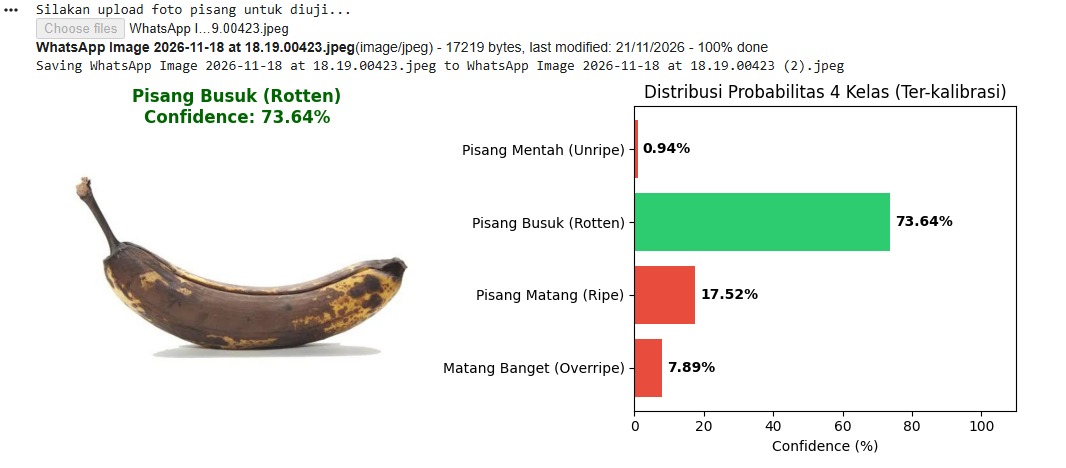 ••• Silakan upload foto pisang untuk diuji...
Choose files WhatsApp I...9.00423.jpeg
WhatsApp Image 2026-11-18 at 18.19.00423.jpeg(image/jpeg) - 17219 bytes, last modified: 21/11/2026 - 100% done
Saving WhatsApp Image 2026-11-18 at 18.19.00423.jpeg to WhatsApp Image 2026-11-18 at 18.19.00423 (2).jpeg
Pisang Busuk (Rotten)
Confidence: 73.64%
Distribusi Probabilitas 4 Kelas (Ter-kalibrasi)
Pisang Mentah (Unripe) 0.94%
Pisang Busuk (Rotten) 73.64%
Pisang Matang (Ripe) 17.52%
Matang Banget (Overripe) 7.89%
0 20 40 60 80 100
Confidence (%)